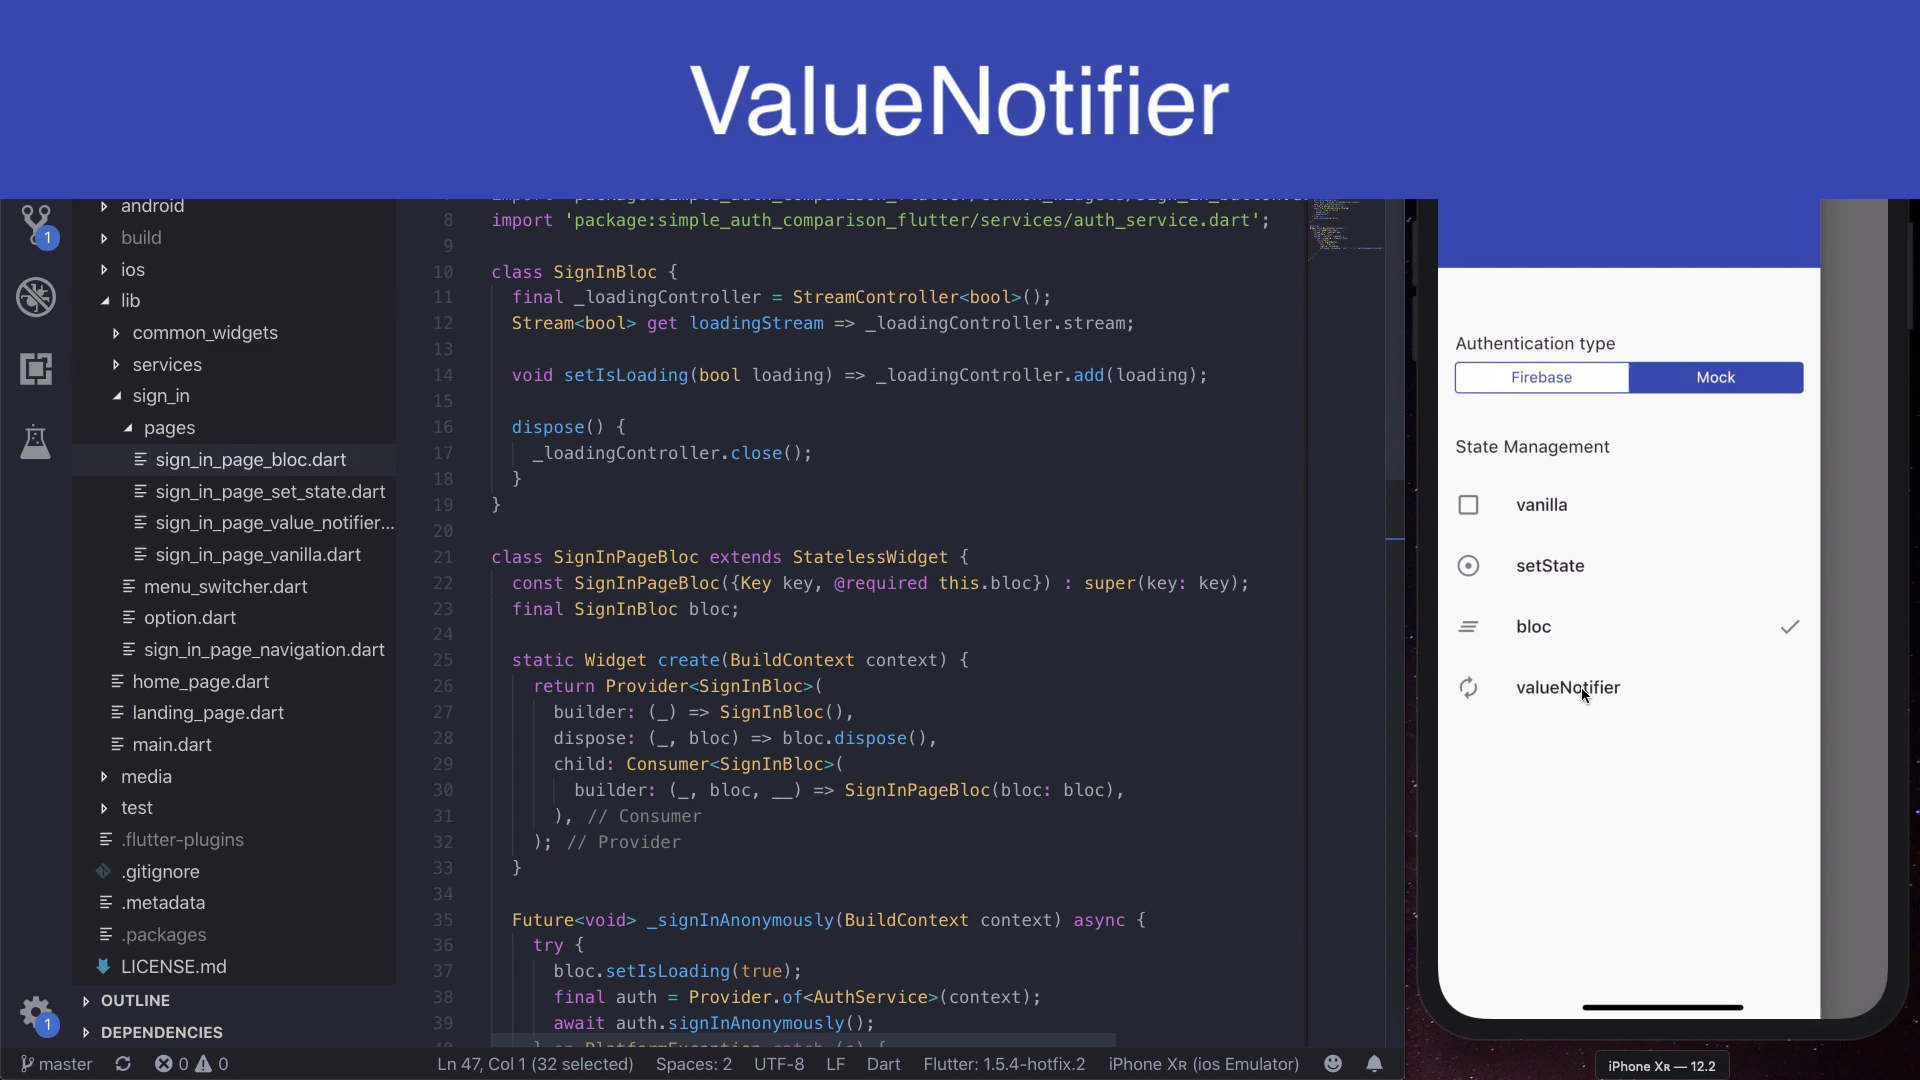 ValueNotifier
1
android
build
ios
lib
common_widgets
services
sign_in
pages
sign_in_page_bloc.dart
sign_in_page_set_state.dart
sign_in_page_value_notifier...
sign_in_page_vanilla.dart
menu_switcher.dart
option.dart
sign_in_page_navigation.dart
home_page.dart
landing_page.dart
main.dart
media
test
.flutter-plugins
.gitignore
.metadata
.packages
LICENSE.md
1
OUTLINE
DEPENDENCIES
8 import 'package:simple_auth_comparison_flutter/services/auth_service.dart';
9
10 class SignInBloc {
11 final _loadingController = StreamController<bool>();
12 Stream<bool> get loadingStream => _loadingController.stream;
13
14 void setIsLoading(bool loading) => _loadingController.add(loading);
15
16 dispose() {
17 _loadingController.close();
18 }
19 }
20
21 class SignInPageBloc extends StatelessWidget {
22 const SignInPageBloc({Key key, @required this.bloc}) : super(key: key);
23 final SignInBloc bloc;
24
25 static Widget create(BuildContext context) {
26 return Provider<SignInBloc>(
27 builder: (_) => SignInBloc(),
28 dispose: (_, bloc) => bloc.dispose(),
29 child: Consumer<SignInBloc>(
30 builder: (_, bloc, __) => SignInPageBloc(bloc: bloc),
31 ), // Consumer
32 ); // Provider
33 }
34
35 Future<void> _signInAnonymously(BuildContext context) async {
36 try {
37 bloc.setIsLoading(true);
38 final auth = Provider.of<AuthService>(context);
39 await auth.signInAnonymously();
Authentication type
Firebase Mock
State Management
vanilla
setState
bloc
valueNotifier
master 0 0 Ln 47, Col 1 (32 selected) Spaces: 2 UTF-8 LF Dart Flutter: 1.5.4-hotfix.2 iPhone Xʀ (ios Emulator)
iPhone Xʀ — 12.2